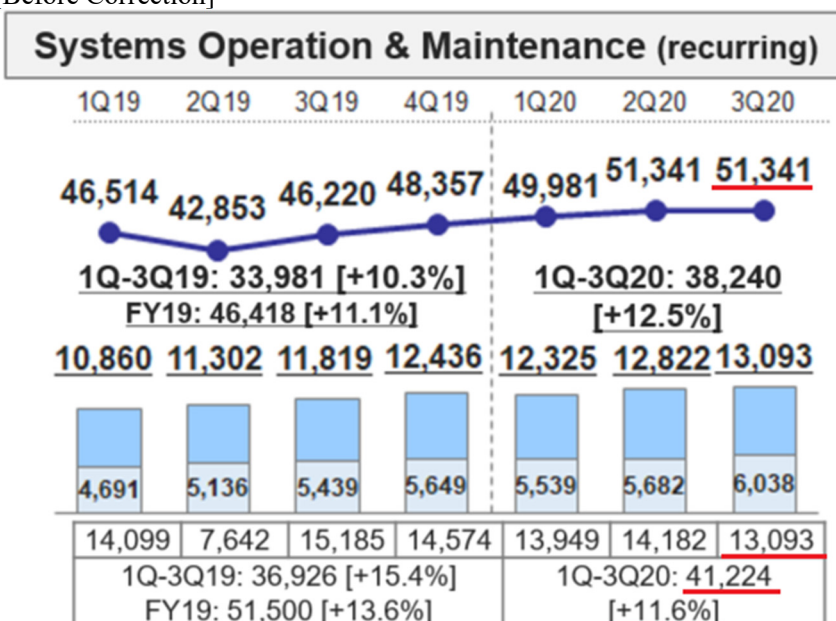 [Before Correction]
Systems Operation & Maintenance (recurring)
1Q19 2Q19 3Q19 4Q19 1Q20 2Q20 3Q20
46,514 42,853 46,220 48,357 49,981 51,341 51,341
1Q-3Q19: 33,981 [+10.3%] 1Q-3Q20: 38,240
FY19: 46,418 [+11.1%] [+12.5%]
10,860 11,302 11,819 12,436 12,325 12,822 13,093
4,691 5,136 5,439 5,649 5,539 5,682 6,038
14,099 7,642 15,185 14,574 13,949 14,182 13,093
1Q-3Q19: 36,926 [+15.4%] 1Q-3Q20: 41,224
FY19: 51,500 [+13.6%] [+11.6%]